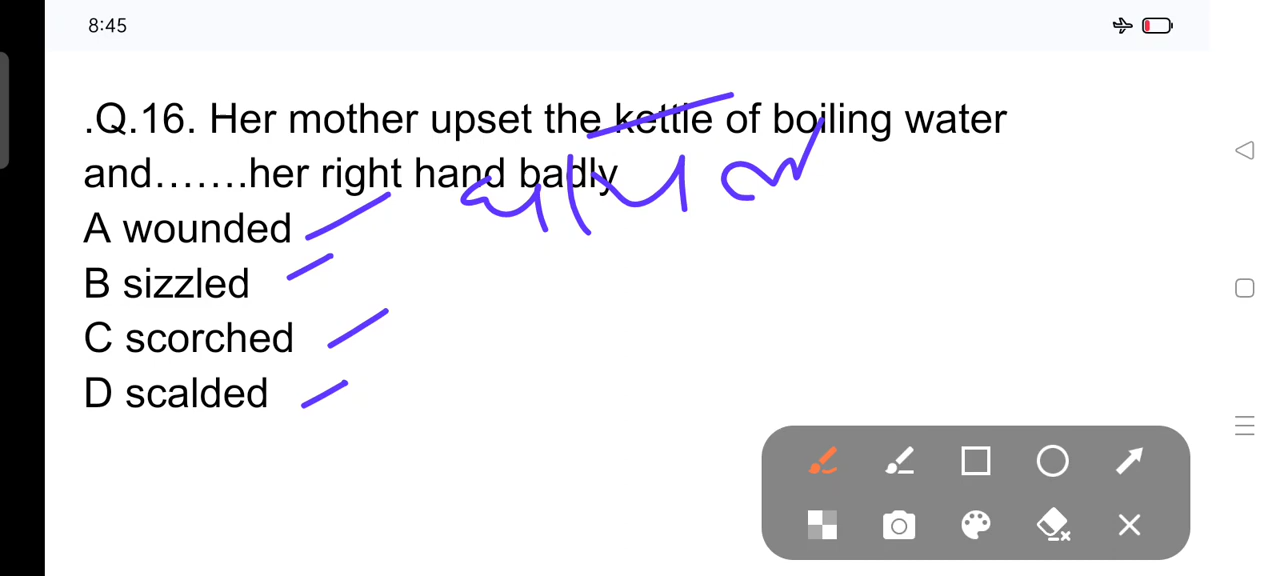 8:45
.Q.16. Her mother upset the kettle of boiling water
and…….her right hand badly
A wounded
B sizzled
C scorched
D scalded